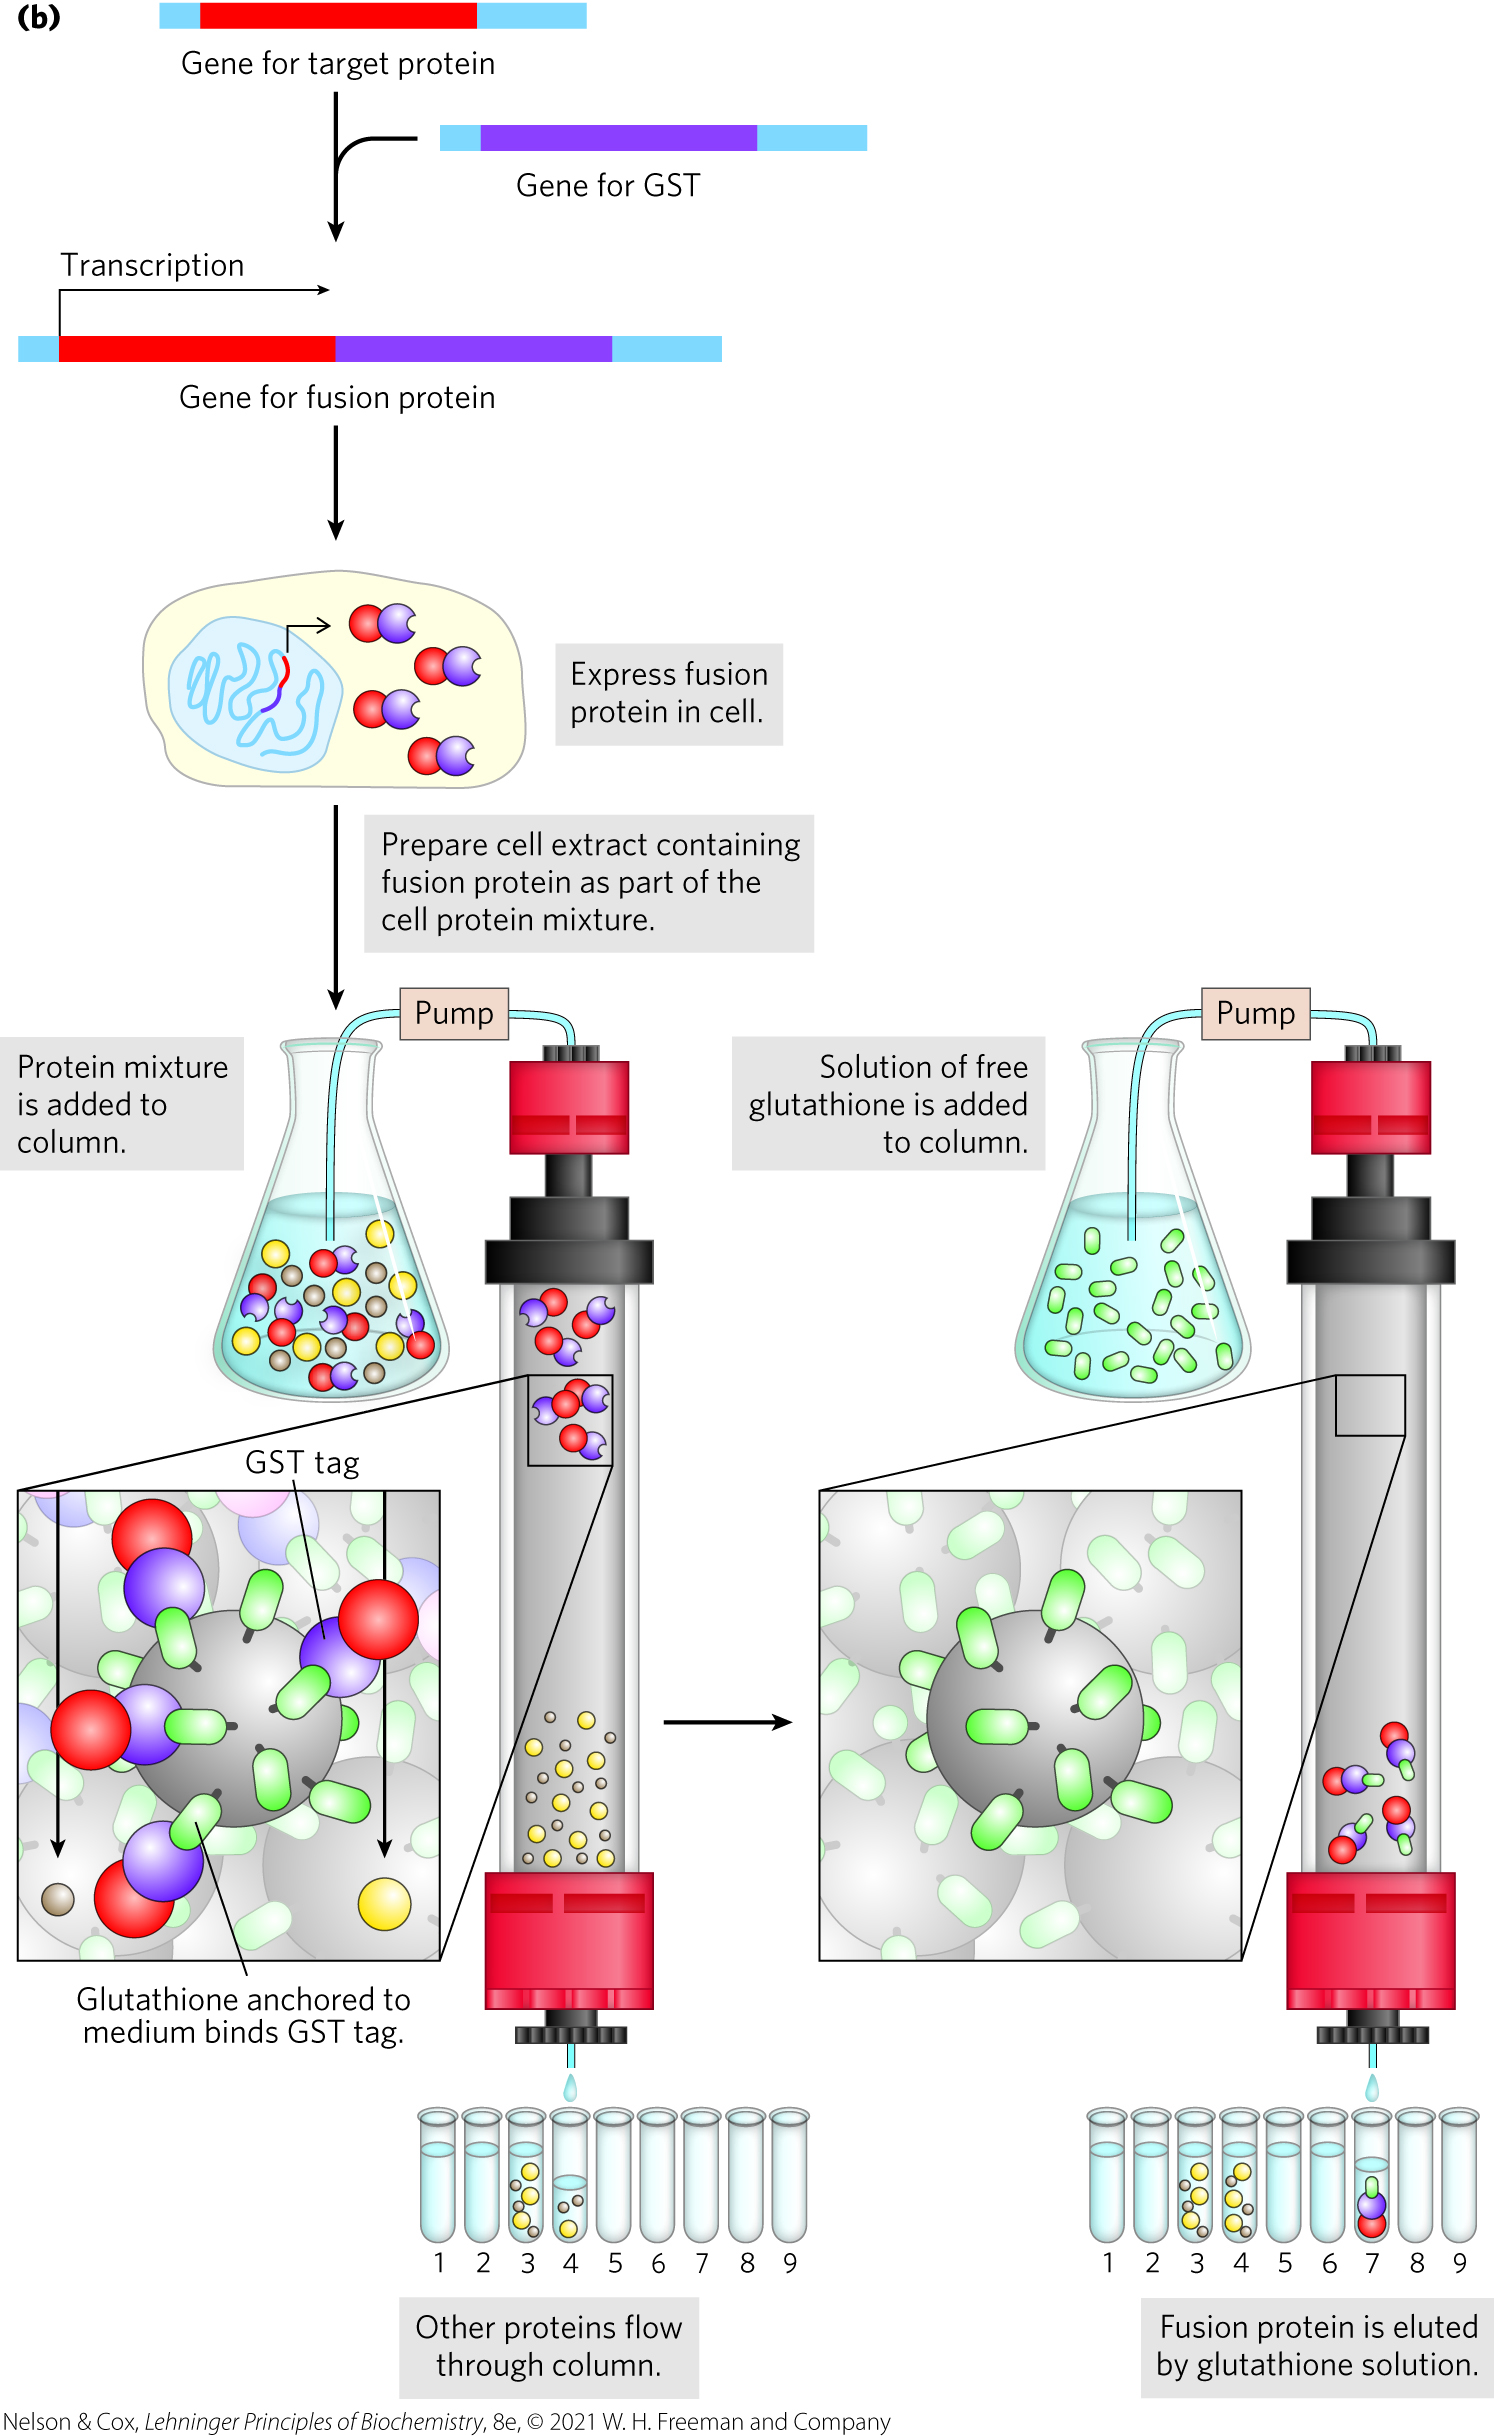 (b)
Gene for target protein
Gene for GST
Transcription
Gene for fusion protein
Express fusion
protein in cell.
Prepare cell extract containing
fusion protein as part of the
cell protein mixture.
Pump
Protein mixture
is added to
column.
Pump
Solution of free
glutathione is added
to column.
GST tag
Glutathione anchored to
medium binds GST tag.
1 2 3 4 5 6 7 8 9
1 2 3 4 5 6 7 8 9
Other proteins flow
through column.
Fusion protein is eluted
by glutathione solution.
Nelson & Cox, Lehninger Principles of Biochemistry, 8e, © 2021 W. H. Freeman and Company